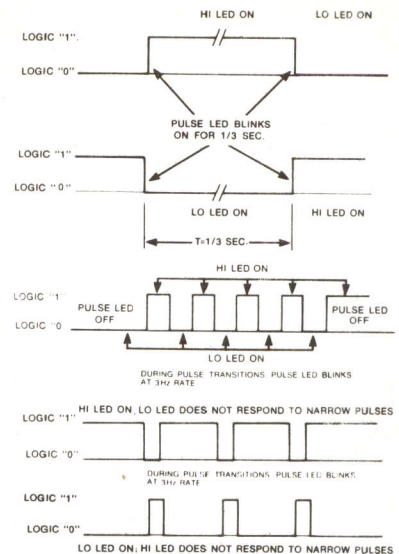 HI LED ON
LO LED ON
LOGIC "1".
LOGIC "0"
PULSE LED BLINKS
ON FOR 1/3 SEC.
LOGIC "1"
LOGIC "0"
LO LED ON
HI LED ON
T=1/3 SEC.
HI LED ON
LOGIC "1"
PULSE LED
OFF
PULSE LED
OFF
LOGIC "0
LO LED ON
DURING PULSE TRANSITIONS PULSE LED BLINKS
AT 3Hz RATE
HI LED ON, LO LED DOES NOT RESPOND TO NARROW PULSES
LOGIC "1"
LOGIC "0"
DURING PULSE TRANSITIONS PULSE LED BLINKS
AT 3Hz RATE
LOGIC "1"
LOGIC "0"
LO LED ON; HI LED DOES NOT RESPOND TO NARROW PULSES